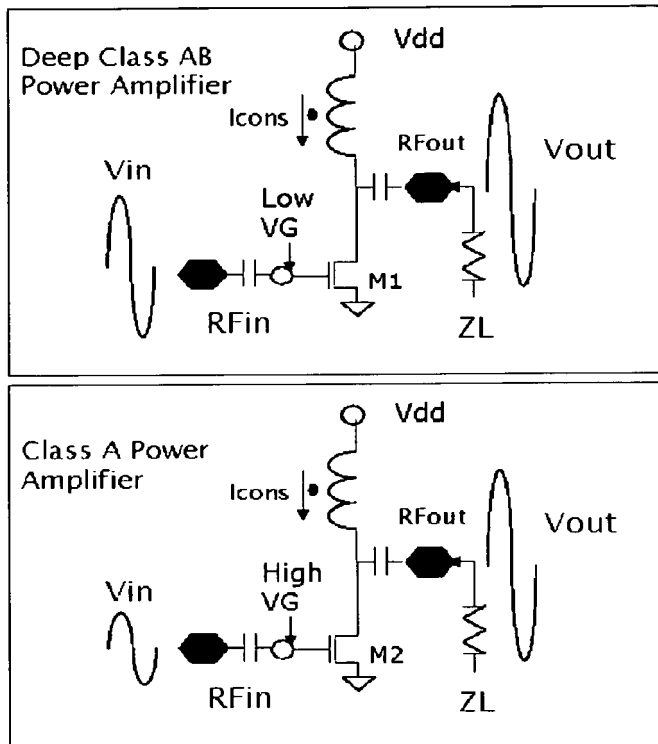 Deep Class AB
Power Amplifier
Vdd
Icons
RFout
Vout
Vin
Low
VG
M1
RFin
ZL
Class A Power
Amplifier
Vdd
Icons
RFout
Vout
Vin
High
VG
M2
RFin
ZL